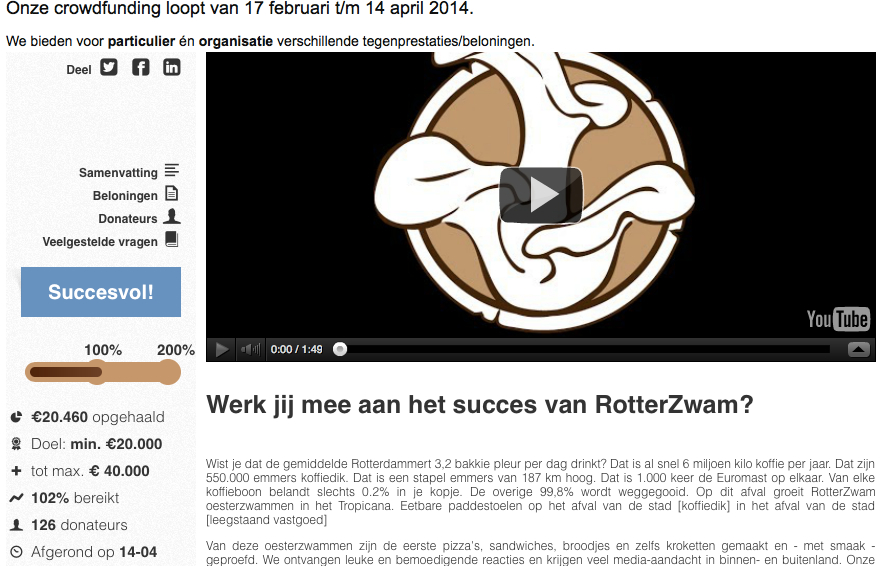 Onze crowdfunding loopt van 17 februari t/m 14 april 2014.
We bieden voor particulier én organisatie verschillende tegenprestaties/beloningen.
Deel
Samenvatting
Beloningen
Donateurs
Veelgestelde vragen
Succesvol!
100% 200%
€20.460 opgehaald
Doel: min. €20.000
tot max. € 40.000
102% bereikt
126 donateurs
Afgerond op 14-04
YouTube
0:00 / 1:49
Werk jij mee aan het succes van RotterZwam?
Wist je dat de gemiddelde Rotterdammert 3,2 bakkie pleur per dag drinkt? Dat is al snel 6 miljoen kilo koffie per jaar. Dat zijn
550.000 emmers koffiedik. Dat is een stapel emmers van 187 km hoog. Dat is 1.000 keer de Euromast op elkaar. Van elke
koffieboon belandt slechts 0.2% in je kopje. De overige 99,8% wordt weggegooid. Op dit afval groeit RotterZwam
oesterzwammen in het Tropicana. Eetbare paddestoelen op het afval van de stad [koffiedik] in het afval van de stad
[leegstaand vastgoed]
Van deze oesterzwammen zijn de eerste pizza's, sandwiches, broodjes en zelfs kroketten gemaakt en - met smaak -
geproefd. We ontvangen leuke en bemoedigende reacties en krijgen veel media-aandacht in binnen- en buitenland. Onze